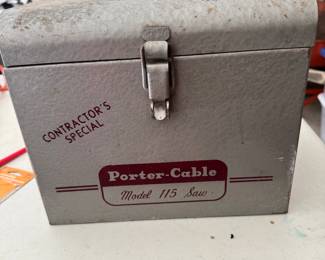 CONTRACTOR'S
SPECIAL
Porter-Cable
Model 115 Saw